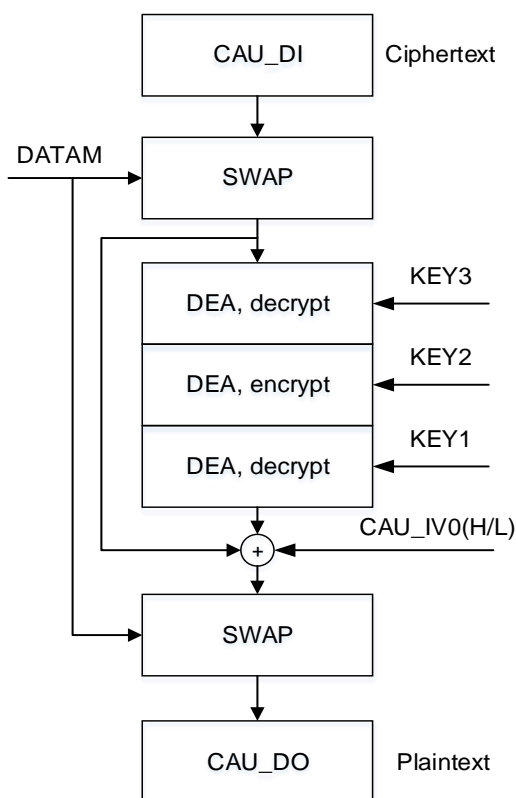 CAU_DI
Ciphertext
DATAM
SWAP
KEY3
DEA, decrypt
KEY2
DEA, encrypt
KEY1
DEA, decrypt
CAU_IV0(H/L)
+
SWAP
CAU_DO
Plaintext